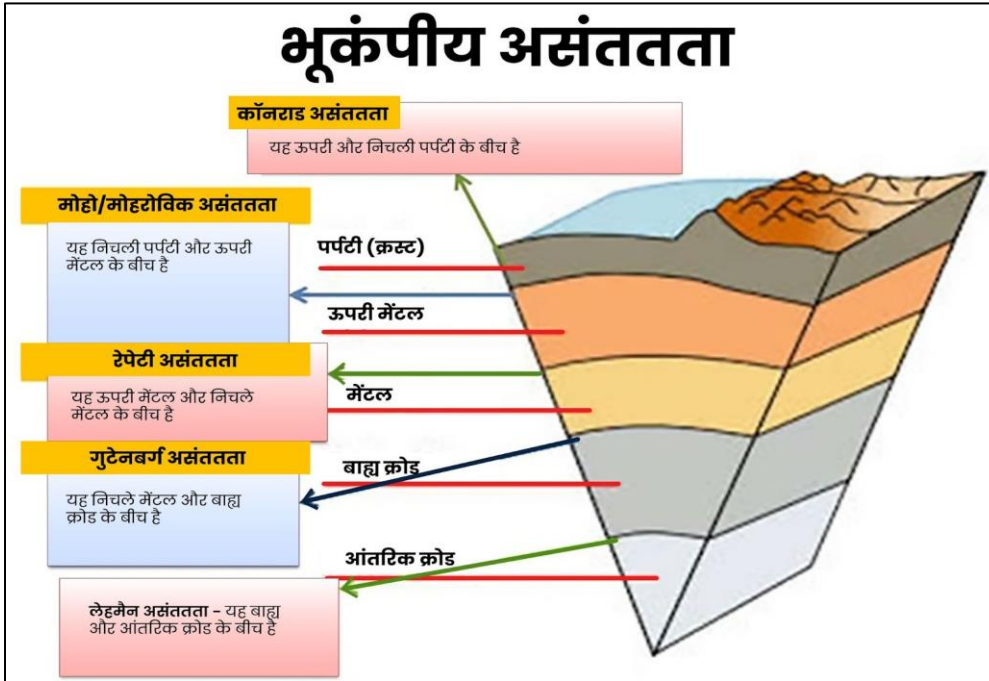 भूकंपीय असंततता
कॉनराड असंततता
यह ऊपरी और निचली पर्पटी के बीच है
मोहो/मोहरोविक असंततता
यह निचली पर्पटी और ऊपरी
मेंटल के बीच है
पर्पटी (क्रस्ट)
ऊपरी मेंटल
रेपेटी असंततता
यह ऊपरी मेंटल और निचले
मेंटल के बीच है
मेंटल
गुटेनबर्ग असंततता
यह निचले मेंटल और बाह्य
क्रोड के बीच है
बाह्य क्रोड
आंतरिक क्रोड
लेहमैन असंततता - यह बाह्य
और आंतरिक क्रोड के बीच है